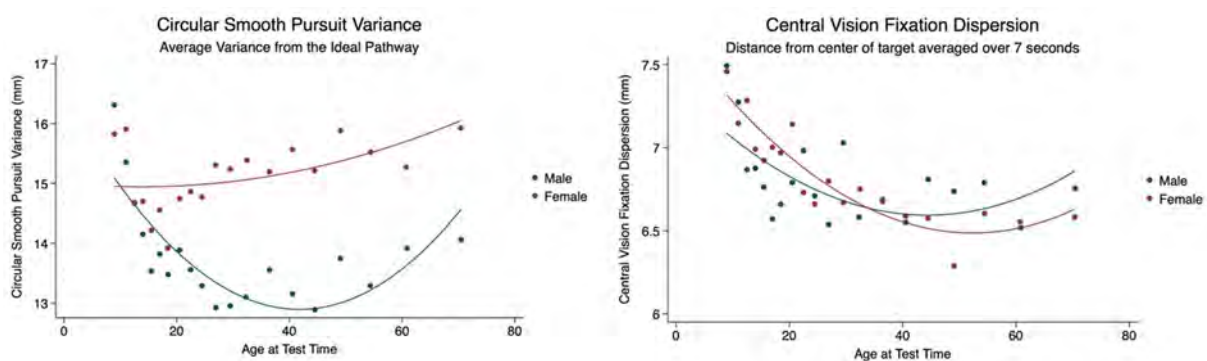 Circular Smooth Pursuit Variance
Average Variance from the Ideal Pathway
Circular Smooth Pursuit Variance (mm)
17
16
15
14
13
0
20
40
60
80
Age at Test Time
Male
Female
Central Vision Fixation Dispersion
Distance from center of target averaged over 7 seconds
Central Vision Fixation Dispersion (mm)
7.5
7
6.5
6
0
20
40
60
80
Age at Test Time
Male
Female